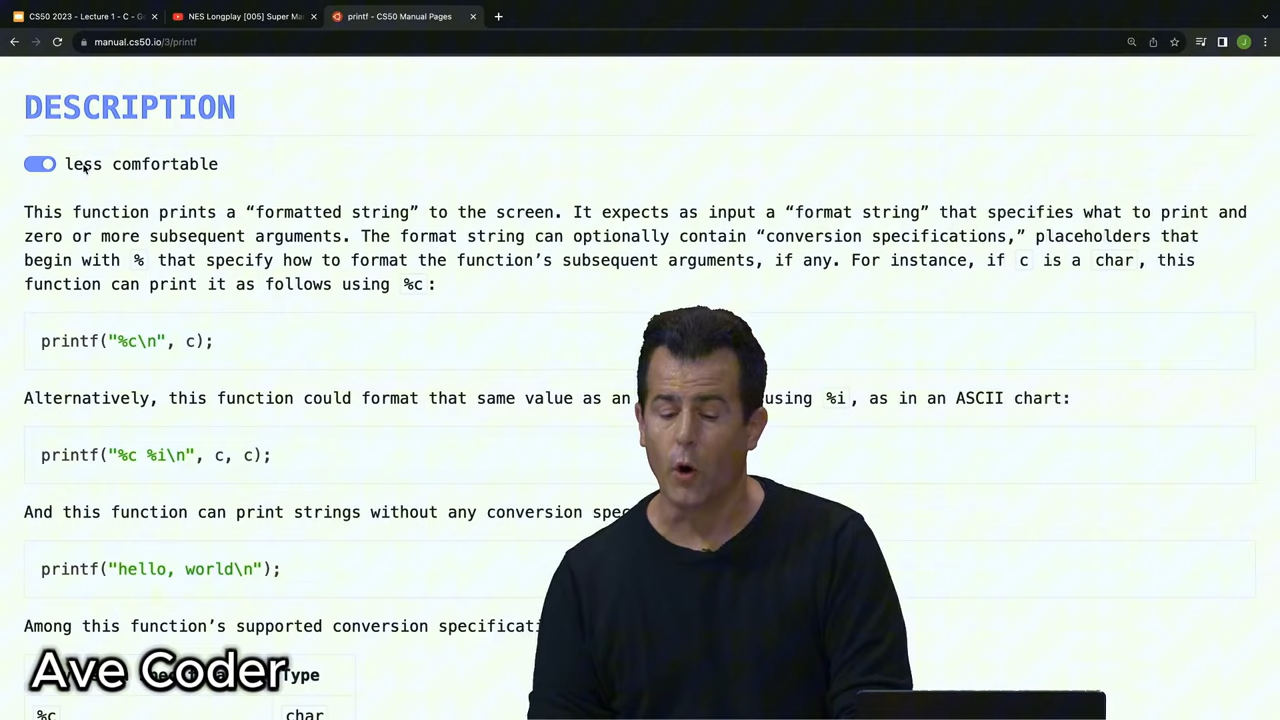 CS50 2023 - Lecture 1 - C - G
NES Longplay [005] Super Ma
printf - CS50 Manual Pages
manual.cs50.io/3/printf
J
DESCRIPTION
less comfortable
This function prints a “formatted string” to the screen. It expects as input a “format string” that specifies what to print and
zero or more subsequent arguments. The format string can optionally contain “conversion specifications,” placeholders that
begin with % that specify how to format the function’s subsequent arguments, if any. For instance, if c is a char, this
function can print it as follows using %c:
printf("%c\n", c);
Alternatively, this function could format that same value as an using %i, as in an ASCII chart:
printf("%c %i\n", c, c);
And this function can print strings without any conversion spec
printf("hello, world\n");
Among this function’s supported conversion specificati
Ave Coder
Type
%c char